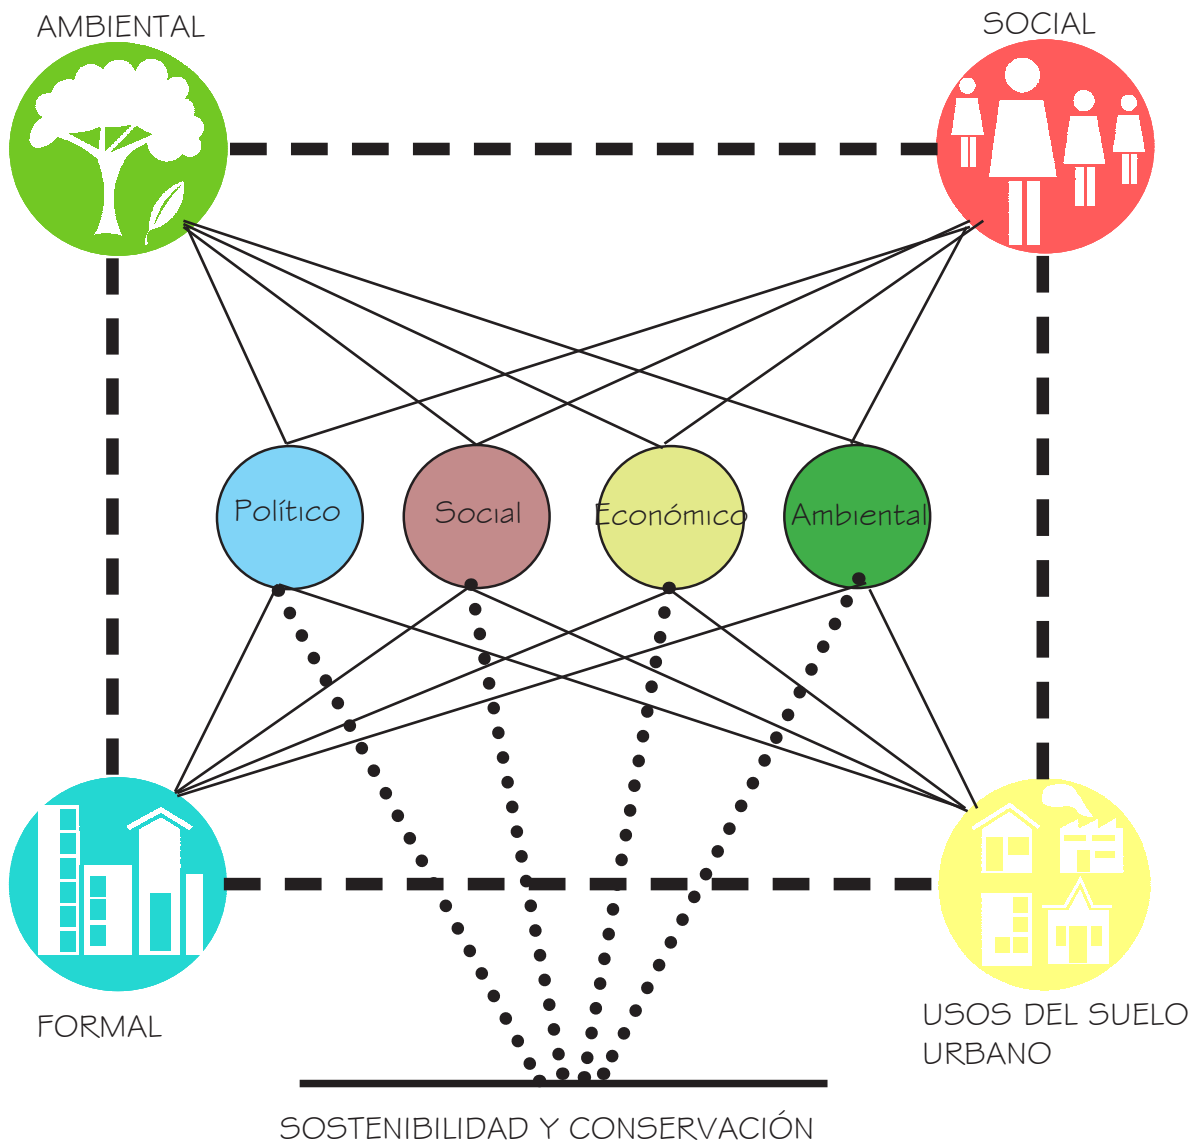 AMBIENTAL
SOCIAL
Político
Social
Económico
Ambiental
FORMAL
USOS DEL SUELO
URBANO
SOSTENIBILIDAD Y CONSERVACIÓN